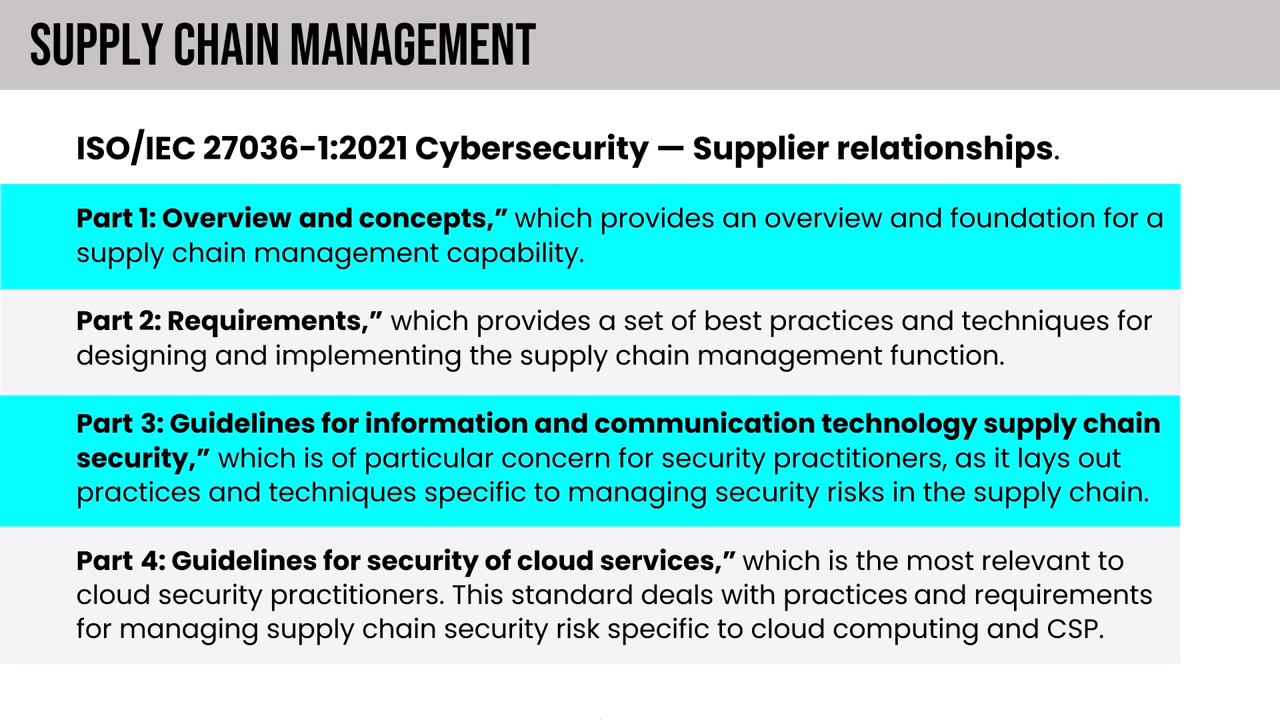 SUPPLY CHAIN MANAGEMENT
ISO/IEC 27036-1:2021 Cybersecurity — Supplier relationships.
Part 1: Overview and concepts,” which provides an overview and foundation for a
supply chain management capability.
Part 2: Requirements,” which provides a set of best practices and techniques for
designing and implementing the supply chain management function.
Part 3: Guidelines for information and communication technology supply chain
security,” which is of particular concern for security practitioners, as it lays out
practices and techniques specific to managing security risks in the supply chain.
Part 4: Guidelines for security of cloud services,” which is the most relevant to
cloud security practitioners. This standard deals with practices and requirements
for managing supply chain security risk specific to cloud computing and CSP.